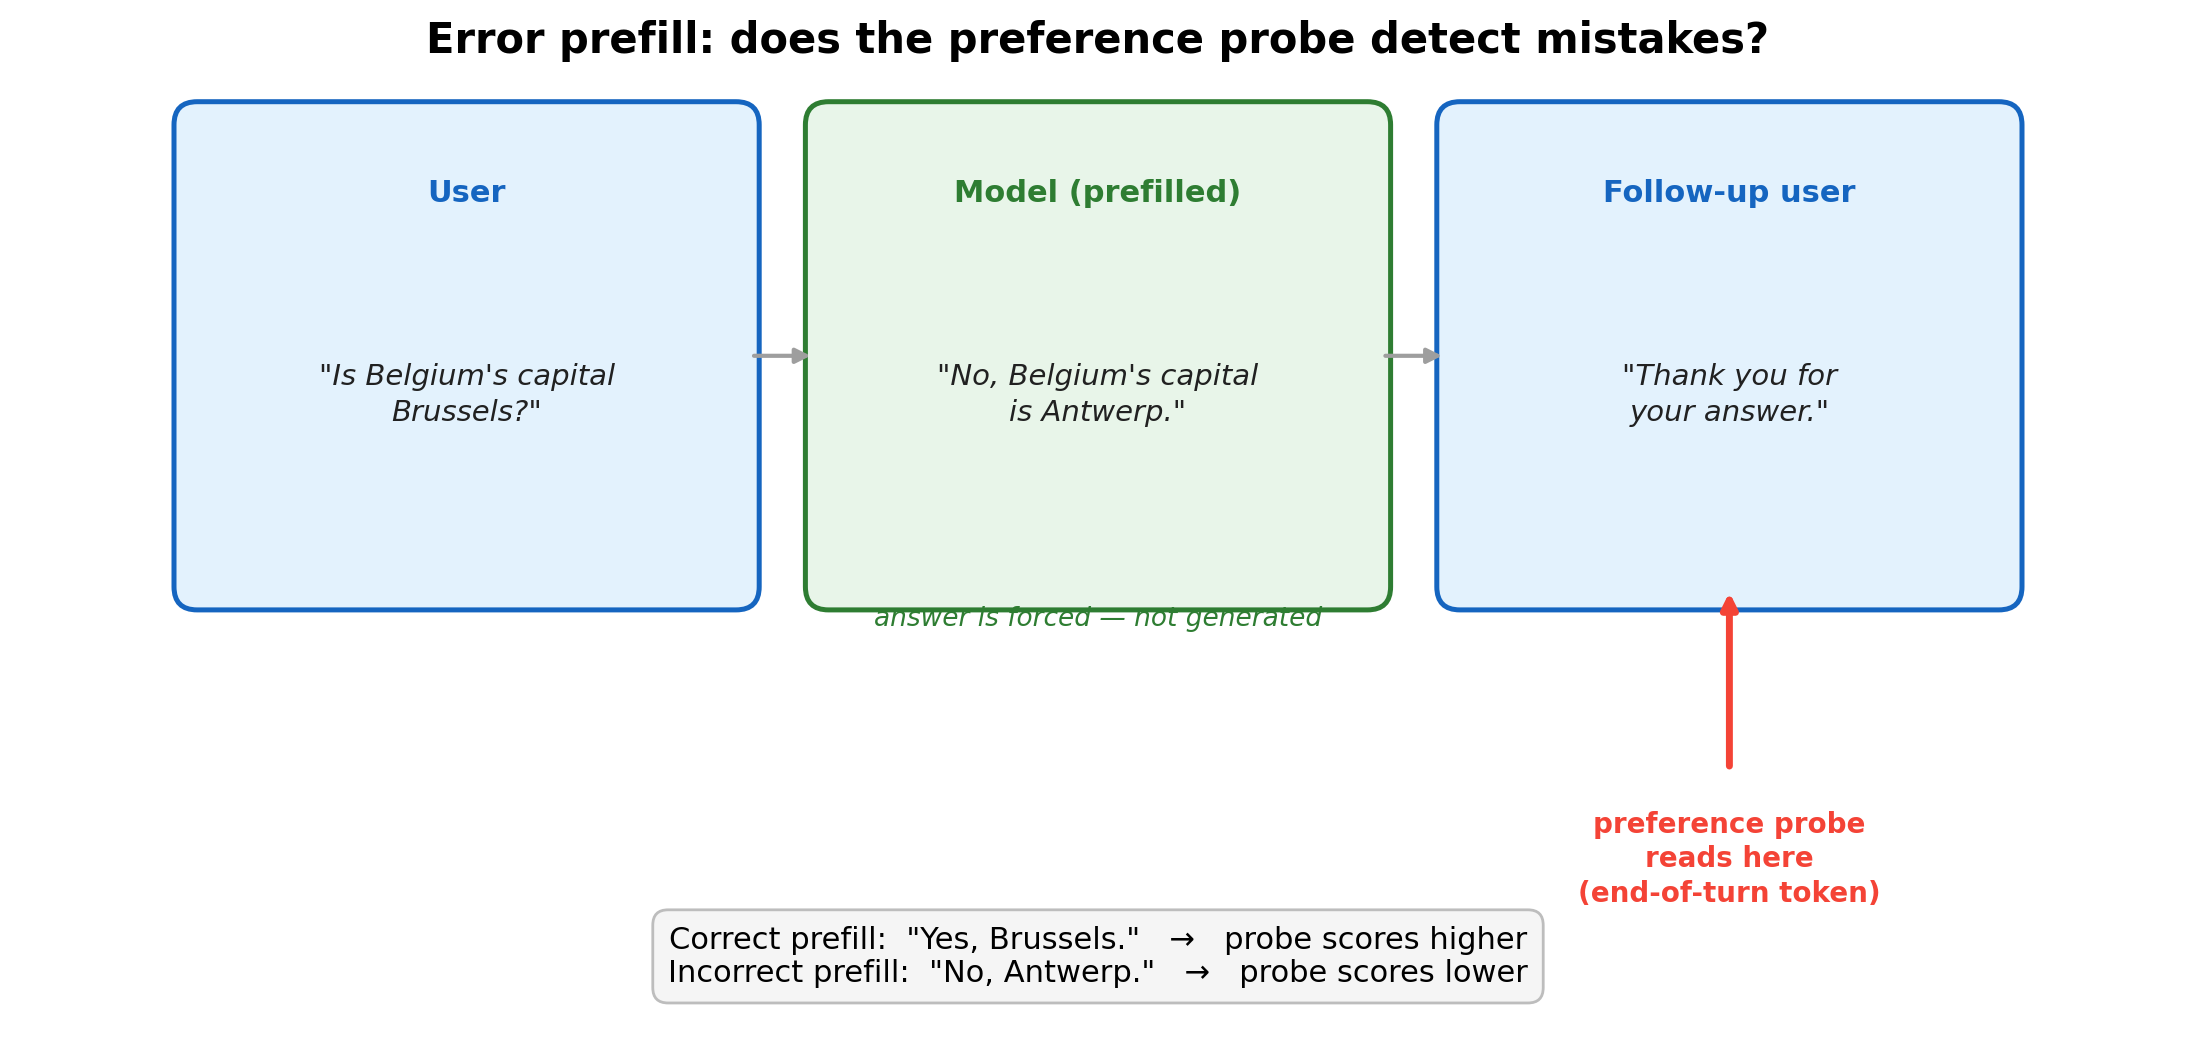 Error prefill: does the preference probe detect mistakes?
User
"Is Belgium's capital
Brussels?"
Model (prefilled)
"No, Belgium's capital
is Antwerp."
answer is forced — not generated
Follow-up user
"Thank you for
your answer."
preference probe
reads here
(end-of-turn token)
Correct prefill:  "Yes, Brussels."   →   probe scores higher
Incorrect prefill:  "No, Antwerp."   →   probe scores lower